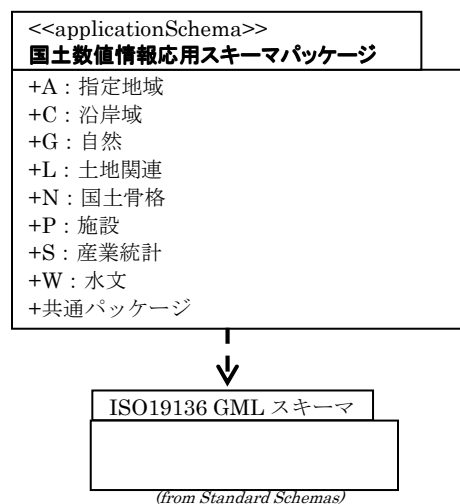 <<applicationSchema>>
国土数値情報応用スキーマパッケージ
+A：指定地域
+C：沿岸域
+G：自然
+L：土地関連
+N：国土骨格
+P：施設
+S：産業統計
+W：水文
+共通パッケージ
ISO19136 GML スキーマ
(from Standard Schemas)